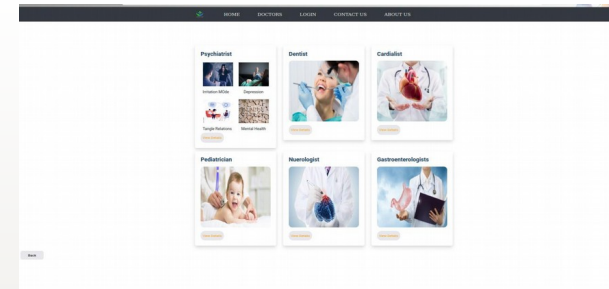 HOME DOCTORS LOGIN CONTACT US ABOUT US
Psychiatrist
Dentist
Cardialist
Irritation MOde
Depression
Tangle Relations
Mental Health
Pediatrician
Nuerologist
Gastroenterologists